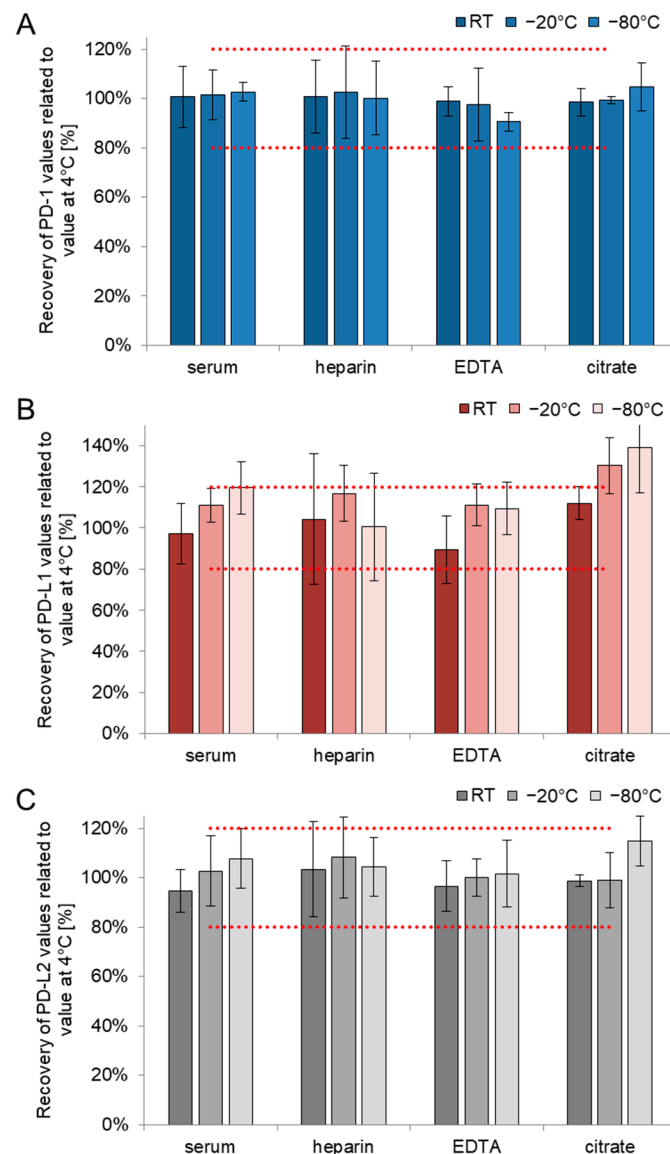 A
RT −20°C −80°C
Recovery of PD-1 values related to
value at 4°C [%]
120%
100%
80%
60%
40%
20%
0%
serum heparin EDTA citrate
B
RT −20°C −80°C
Recovery of PD-L1 values related to
value at 4°C [%]
140%
120%
100%
80%
60%
40%
20%
0%
serum heparin EDTA citrate
C
RT −20°C −80°C
Recovery of PD-L2 values related to
value at 4°C [%]
120%
100%
80%
60%
40%
20%
0%
serum heparin EDTA citrate